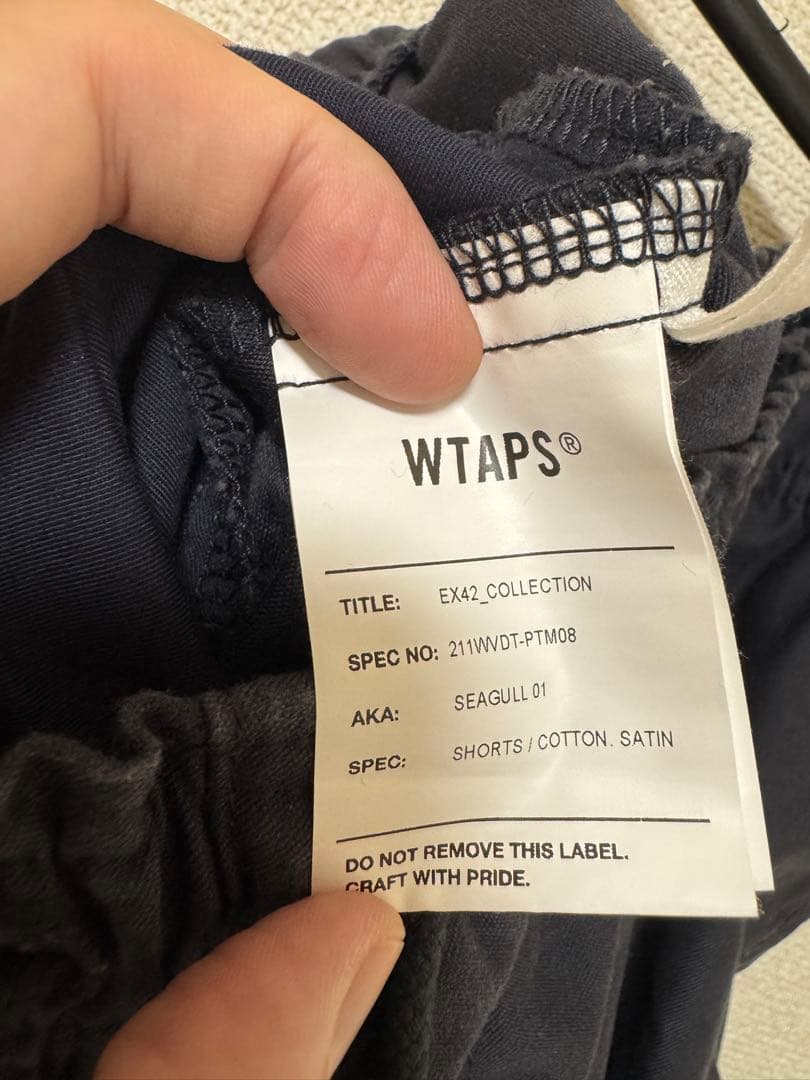 WTAPS®
TITLE: EX42_COLLECTION
SPEC NO: 211WVDT-PTM08
AKA: SEAGULL 01
SPEC: SHORTS / COTTON. SATIN
DO NOT REMOVE THIS LABEL.
CRAFT WITH PRIDE.